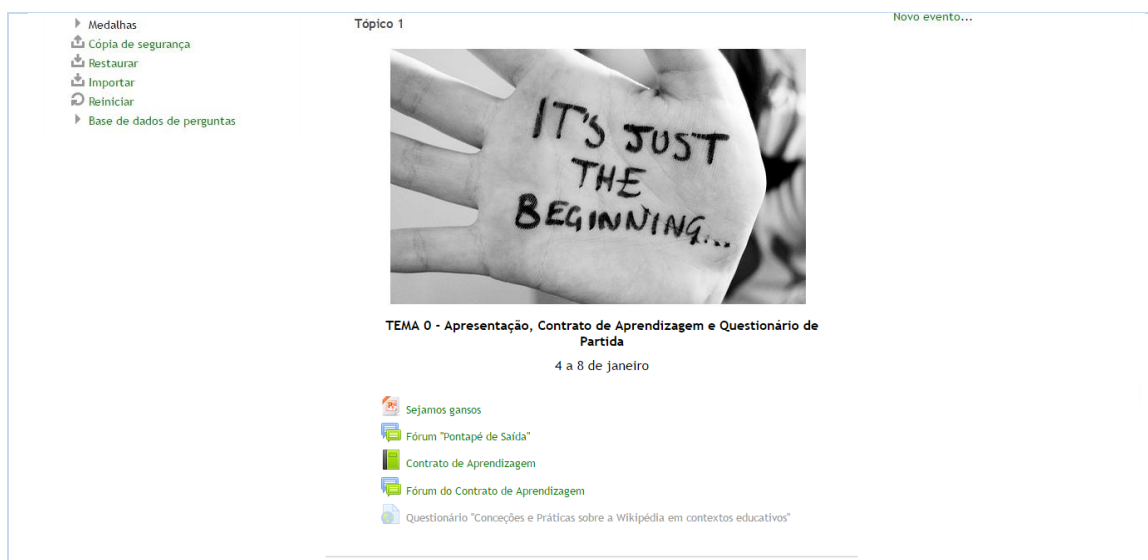 Medalhas
Cópia de segurança
Restaurar
Importar
Reiniciar
Base de dados de perguntas
Tópico 1
IT'S JUST
THE
BEGINNING...
TEMA 0 - Apresentação, Contrato de Aprendizagem e Questionário de
Partida
4 a 8 de janeiro
Sejamos gansos
Fórum "Pontapé de Saída"
Contrato de Aprendizagem
Fórum do Contrato de Aprendizagem
Questionário "Conceções e Práticas sobre a Wikipédia em contextos educativos"
Novo evento...